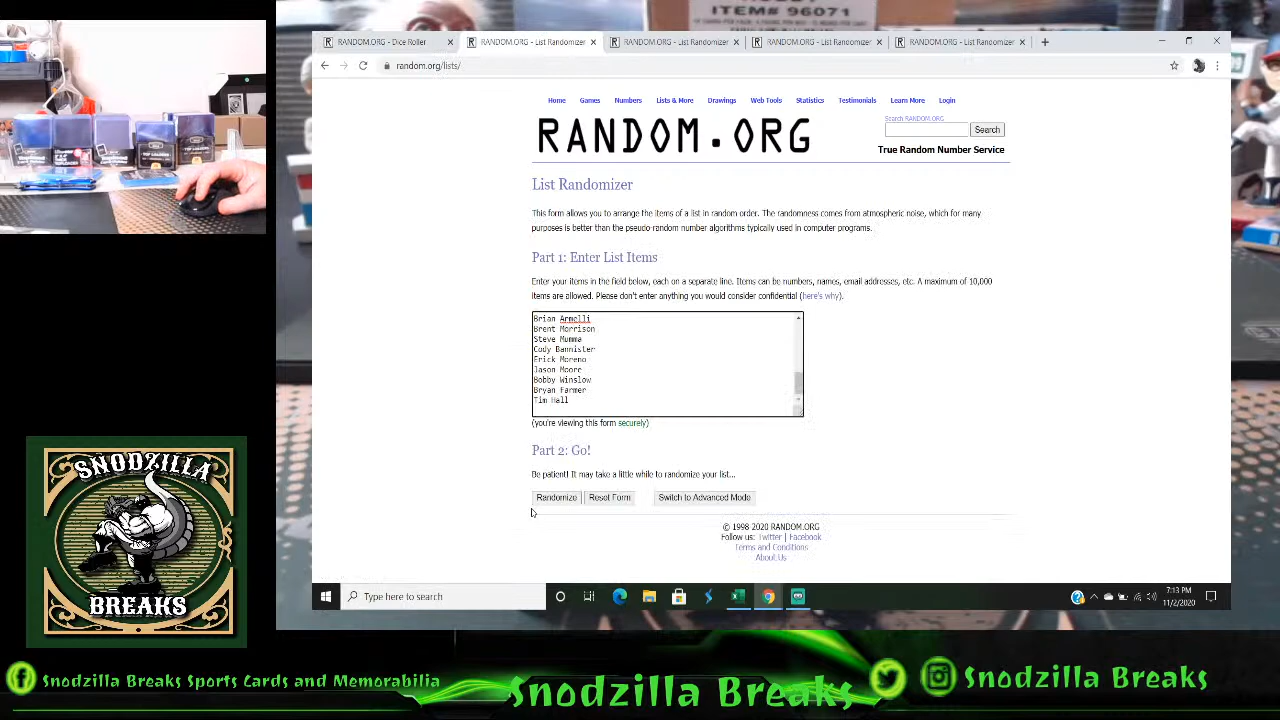 ITEM# 96071
RANDOM.ORG - Dice Roller
RANDOM.ORG - List Randomizer
RANDOM.ORG - List Randomizer
RANDOM.ORG - List Randomizer
RANDOM.ORG - List Randomizer
random.org/lists/
Home Games Numbers Lists & More Drawings Web Tools Statistics Testimonials Learn More Login
Search RANDOM.ORG
RANDOM.ORG
Search
True Random Number Service
List Randomizer
This form allows you to arrange the items of a list in random order. The randomness comes from atmospheric noise, which for many
purposes is better than the pseudo-random number algorithms typically used in computer programs.
Part 1: Enter List Items
Enter your items in the field below, each on a separate line. Items can be numbers, names, email addresses, etc. A maximum of 10,000
items are allowed. Please don't enter anything you would consider confidential (here's why).
Brian Armelli
Brent Morrison
Steve Mumma
Cody Bannister
Erick Moreno
Jason Moore
Bobby Winslow
Bryan Farmer
Tim Hall
(you're viewing this form securely)
Part 2: Go!
Be patient! It may take a little while to randomize your list...
Randomize Reset Form Switch to Advanced Mode
© 1998 2020 RANDOM.ORG
Follow us: Twitter | Facebook
Terms and Conditions
About Us
Type here to search
7:13 PM
11/2/2020
SNODZILLA
BREAKS
Snodzilla Breaks Sports Cards and Memorabilia
Snodzilla Breaks
Snodzilla Breaks